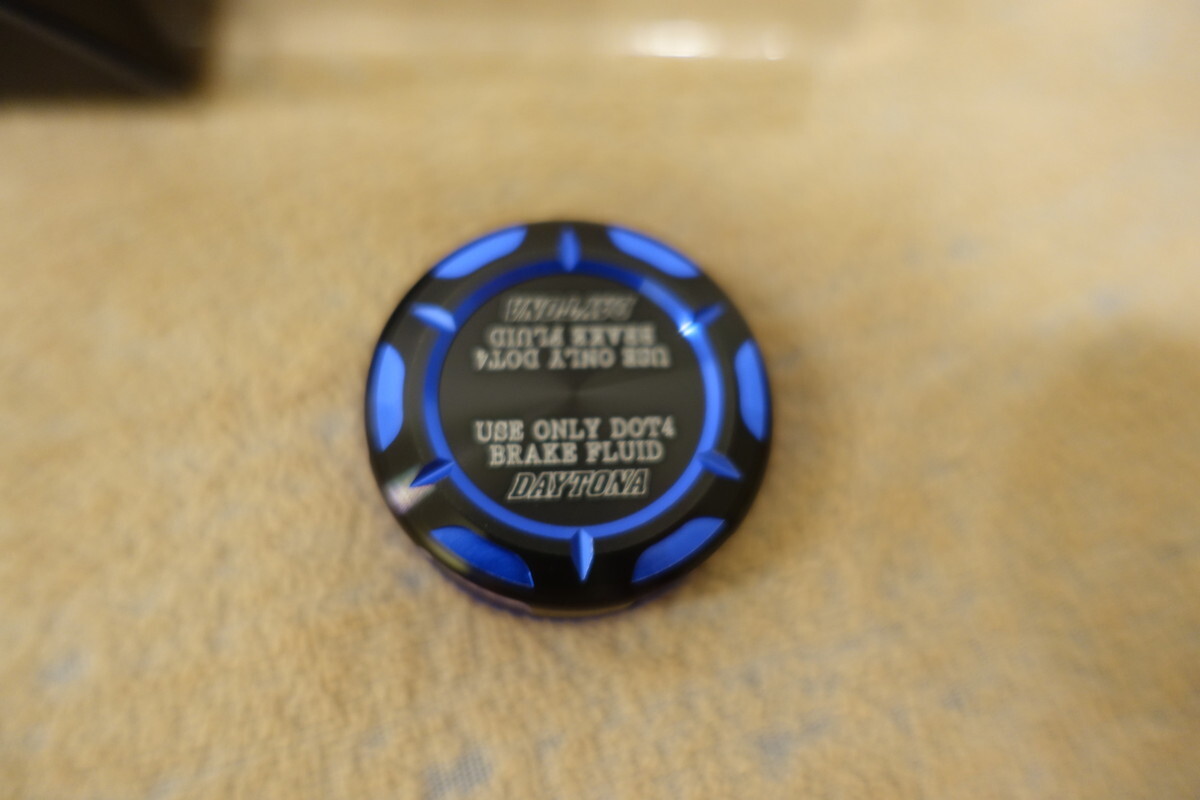 DAYTONA
BRAKE FLUID
USE ONLY DOT4
USE ONLY DOT4
BRAKE FLUID
DAYTONA